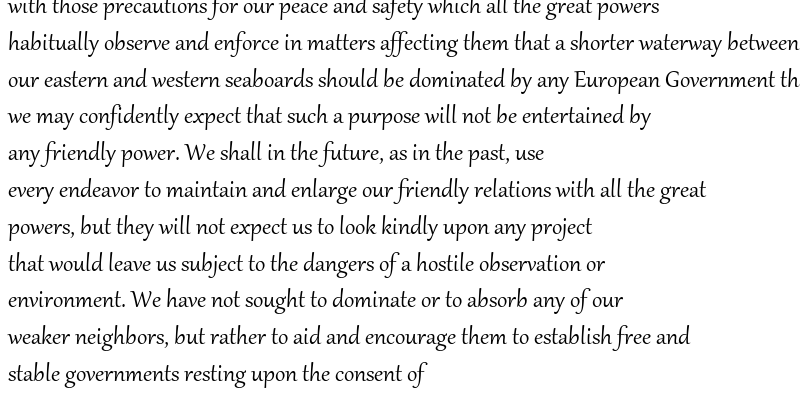 with those precautions for our peace and safety which all the great powers
habitually observe and enforce in matters affecting them that a shorter waterway between
our eastern and western seaboards should be dominated by any European Government th
we may confidently expect that such a purpose will not be entertained by
any friendly power. We shall in the future, as in the past, use
every endeavor to maintain and enlarge our friendly relations with all the great
powers, but they will not expect us to look kindly upon any project
that would leave us subject to the dangers of a hostile observation or
environment. We have not sought to dominate or to absorb any of our
weaker neighbors, but rather to aid and encourage them to establish free and
stable governments resting upon the consent of